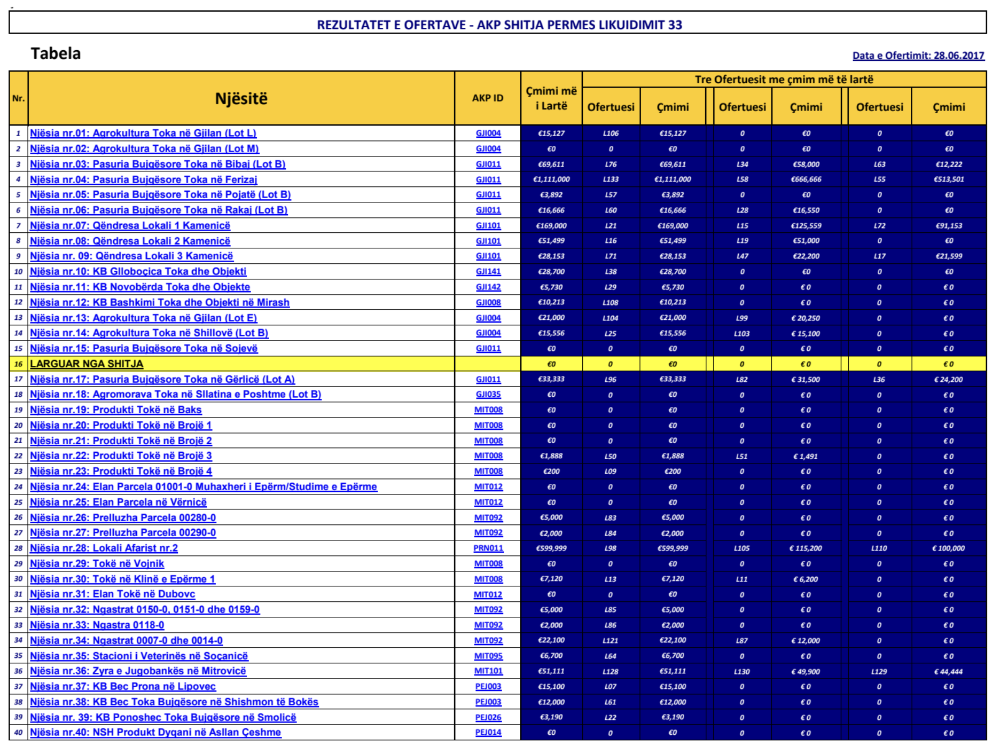 REZULTATET E OFERTAVE - AKP SHITJA PERMES LIKUIDIMIT 33
Tabela
Data e Ofertimit: 28.06.2017
Nr. Njësitë AKP ID Çmimi më i Lartë Tre Ofertuesit me çmim më të lartë
Ofertuesi Çmimi Ofertuesi Çmimi Ofertuesi Çmimi
1 Njësia nr.01: Agrokultura Toka në Gjilan (Lot L) GJI004 €15,127 L106 €15,127 0 €0 0 €0
2 Njësia nr.02: Agrokultura Toka në Gjilan (Lot M) GJI004 €0 0 €0 0 €0 0 €0
3 Njësia nr.03: Pasuria Bujqësore Toka në Bibaj (Lot B) GJI011 €69,611 L76 €69,611 L34 €58,000 L63 €12,222
4 Njësia nr.04: Pasuria Bujqësore Toka në Ferizaj GJI011 €1,111,000 L133 €1,111,000 L58 €666,666 L55 €513,501
5 Njësia nr.05: Pasuria Bujqësore Toka në Pojatë (Lot B) GJI011 €3,892 L57 €3,892 0 €0 0 €0
6 Njësia nr.06: Pasuria Bujqësore Toka në Rakaj (Lot B) GJI011 €16,666 L60 €16,666 L28 €16,550 0 €0
7 Njësia nr.07: Qëndresa Lokali 1 Kamenicë GJI101 €169,000 L21 €169,000 L15 €125,559 L72 €91,153
8 Njësia nr.08: Qëndresa Lokali 2 Kamenicë GJI101 €51,499 L16 €51,499 L19 €51,000 0 €0
9 Njësia nr. 09: Qëndresa Lokali 3 Kamenicë GJI101 €28,153 L71 €28,153 L47 €22,200 L17 €21,599
10 Njësia nr.10: KB Glloboçica Toka dhe Objekti GJI141 €28,700 L38 €28,700 0 €0 0 €0
11 Njësia nr.11: KB Novobërda Toka dhe Objekte GJI142 €5,730 L29 €5,730 0 € 0 0 € 0
12 Njësia nr.12: KB Bashkimi Toka dhe Objekti në Mirash GJI008 €10,213 L108 €10,213 0 € 0 0 € 0
13 Njësia nr.13: Agrokultura Toka në Gjilan (Lot E) GJI004 €21,000 L104 €21,000 L99 € 20,250 0 € 0
14 Njësia nr.14: Agrokultura Toka në Shillovë (Lot B) GJI004 €15,556 L25 €15,556 L103 € 15,100 0 € 0
15 Njësia nr.15: Pasuria Bujqësore Toka në Sojevë GJI011 €0 0 €0 0 € 0 0 € 0
16 LARGUAR NGA SHITJA €0 0 €0 0 € 0 0 € 0
17 Njësia nr.17: Pasuria Bujqësore Toka në Gërlicë (Lot A) GJI011 €33,333 L96 €33,333 L82 € 31,500 L36 € 24,200
18 Njësia nr.18: Agromorava Toka në Sllatina e Poshtme (Lot B) GJI035 €0 0 €0 0 € 0 0 € 0
19 Njësia nr.19: Produkti Tokë në Baks MIT008 €0 0 €0 0 € 0 0 € 0
20 Njësia nr.20: Produkti Tokë në Brojë 1 MIT008 €0 0 €0 0 € 0 0 € 0
21 Njësia nr.21: Produkti Tokë në Brojë 2 MIT008 €0 0 €0 0 € 0 0 € 0
22 Njësia nr.22: Produkti Tokë në Brojë 3 MIT008 €1,888 L50 €1,888 L51 € 1,491 0 € 0
23 Njësia nr.23: Produkti Tokë në Brojë 4 MIT008 €200 L09 €200 0 € 0 0 € 0
24 Njësia nr.24: Elan Parcela 01001-0 Muhaxheri i Epërm/Studime e Epërme MIT012 €0 0 €0 0 € 0 0 € 0
25 Njësia nr.25: Elan Parcela në Vërnicë MIT012 €0 0 €0 0 € 0 0 € 0
26 Njësia nr.26: Prelluzha Parcela 00280-0 MIT092 €5,000 L83 €5,000 0 € 0 0 € 0
27 Njësia nr.27: Prelluzha Parcela 00290-0 MIT092 €2,000 L84 €2,000 0 € 0 0 € 0
28 Njësia nr.28: Lokali Afarist nr.2 PRN011 €599,999 L98 €599,999 L105 € 115,200 L110 € 100,000
29 Njësia nr.29: Tokë në Vojnik MIT008 €0 0 €0 0 € 0 0 € 0
30 Njësia nr.30: Tokë në Klinë e Epërme 1 MIT008 €7,120 L13 €7,120 L11 € 6,200 0 € 0
31 Njësia nr.31: Elan Tokë në Dubovc MIT012 €0 0 €0 0 € 0 0 € 0
32 Njësia nr.32: Ngastrat 0150-0, 0151-0 dhe 0159-0 MIT092 €5,000 L85 €5,000 0 € 0 0 € 0
33 Njësia nr.33: Ngastra 0118-0 MIT092 €2,000 L86 €2,000 0 € 0 0 € 0
34 Njësia nr.34: Ngastrat 0007-0 dhe 0014-0 MIT092 €22,100 L121 €22,100 L87 € 12,000 0 € 0
35 Njësia nr.35: Stacioni i Veterinës në Soçanicë MIT095 €6,700 L64 €6,700 0 € 0 0 € 0
36 Njësia nr.36: Zyra e Jugobankës në Mitrovicë MIT101 €51,111 L128 €51,111 L130 € 49,900 L129 € 44,444
37 Njësia nr.37: KB Bec Prona në Lipovec PEJ003 €15,100 L07 €15,100 0 € 0 0 € 0
38 Njësia nr.38: KB Bec Toka Bujqësore në Shishmon të Bokës PEJ003 €12,000 L61 €12,000 0 € 0 0 € 0
39 Njësia nr. 39: KB Ponoshec Toka Bujqësore në Smolicë PEJ026 €3,190 L22 €3,190 0 € 0 0 € 0
40 Njësia nr.40: NSH Produkt Dyqani në Asllan Çeshme PEJ014 €0 0 €0 0 € 0 0 € 0